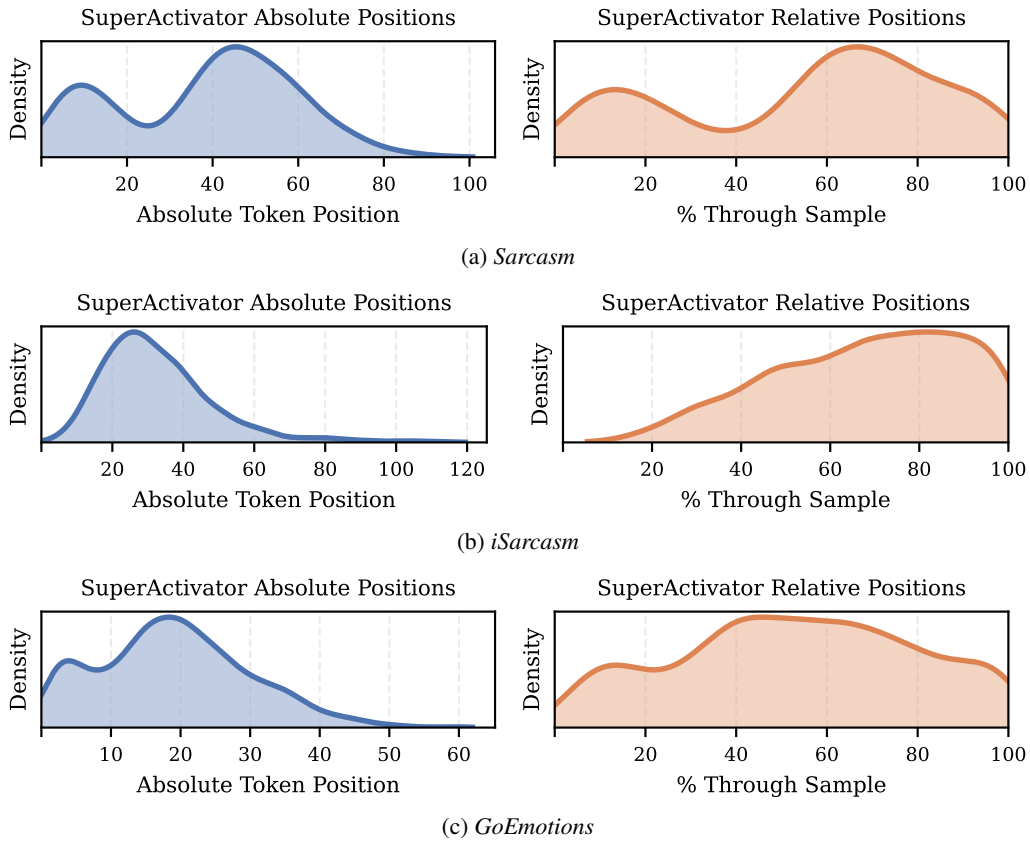 SuperActivator Absolute Positions
SuperActivator Relative Positions
Density
Density
20 40 60 80 100
20 40 60 80 100
Absolute Token Position
% Through Sample
(a) Sarcasm
SuperActivator Absolute Positions
SuperActivator Relative Positions
Density
Density
20 40 60 80 100 120
20 40 60 80 100
Absolute Token Position
% Through Sample
(b) iSarcasm
SuperActivator Absolute Positions
SuperActivator Relative Positions
Density
Density
10 20 30 40 50 60
20 40 60 80 100
Absolute Token Position
% Through Sample
(c) GoEmotions